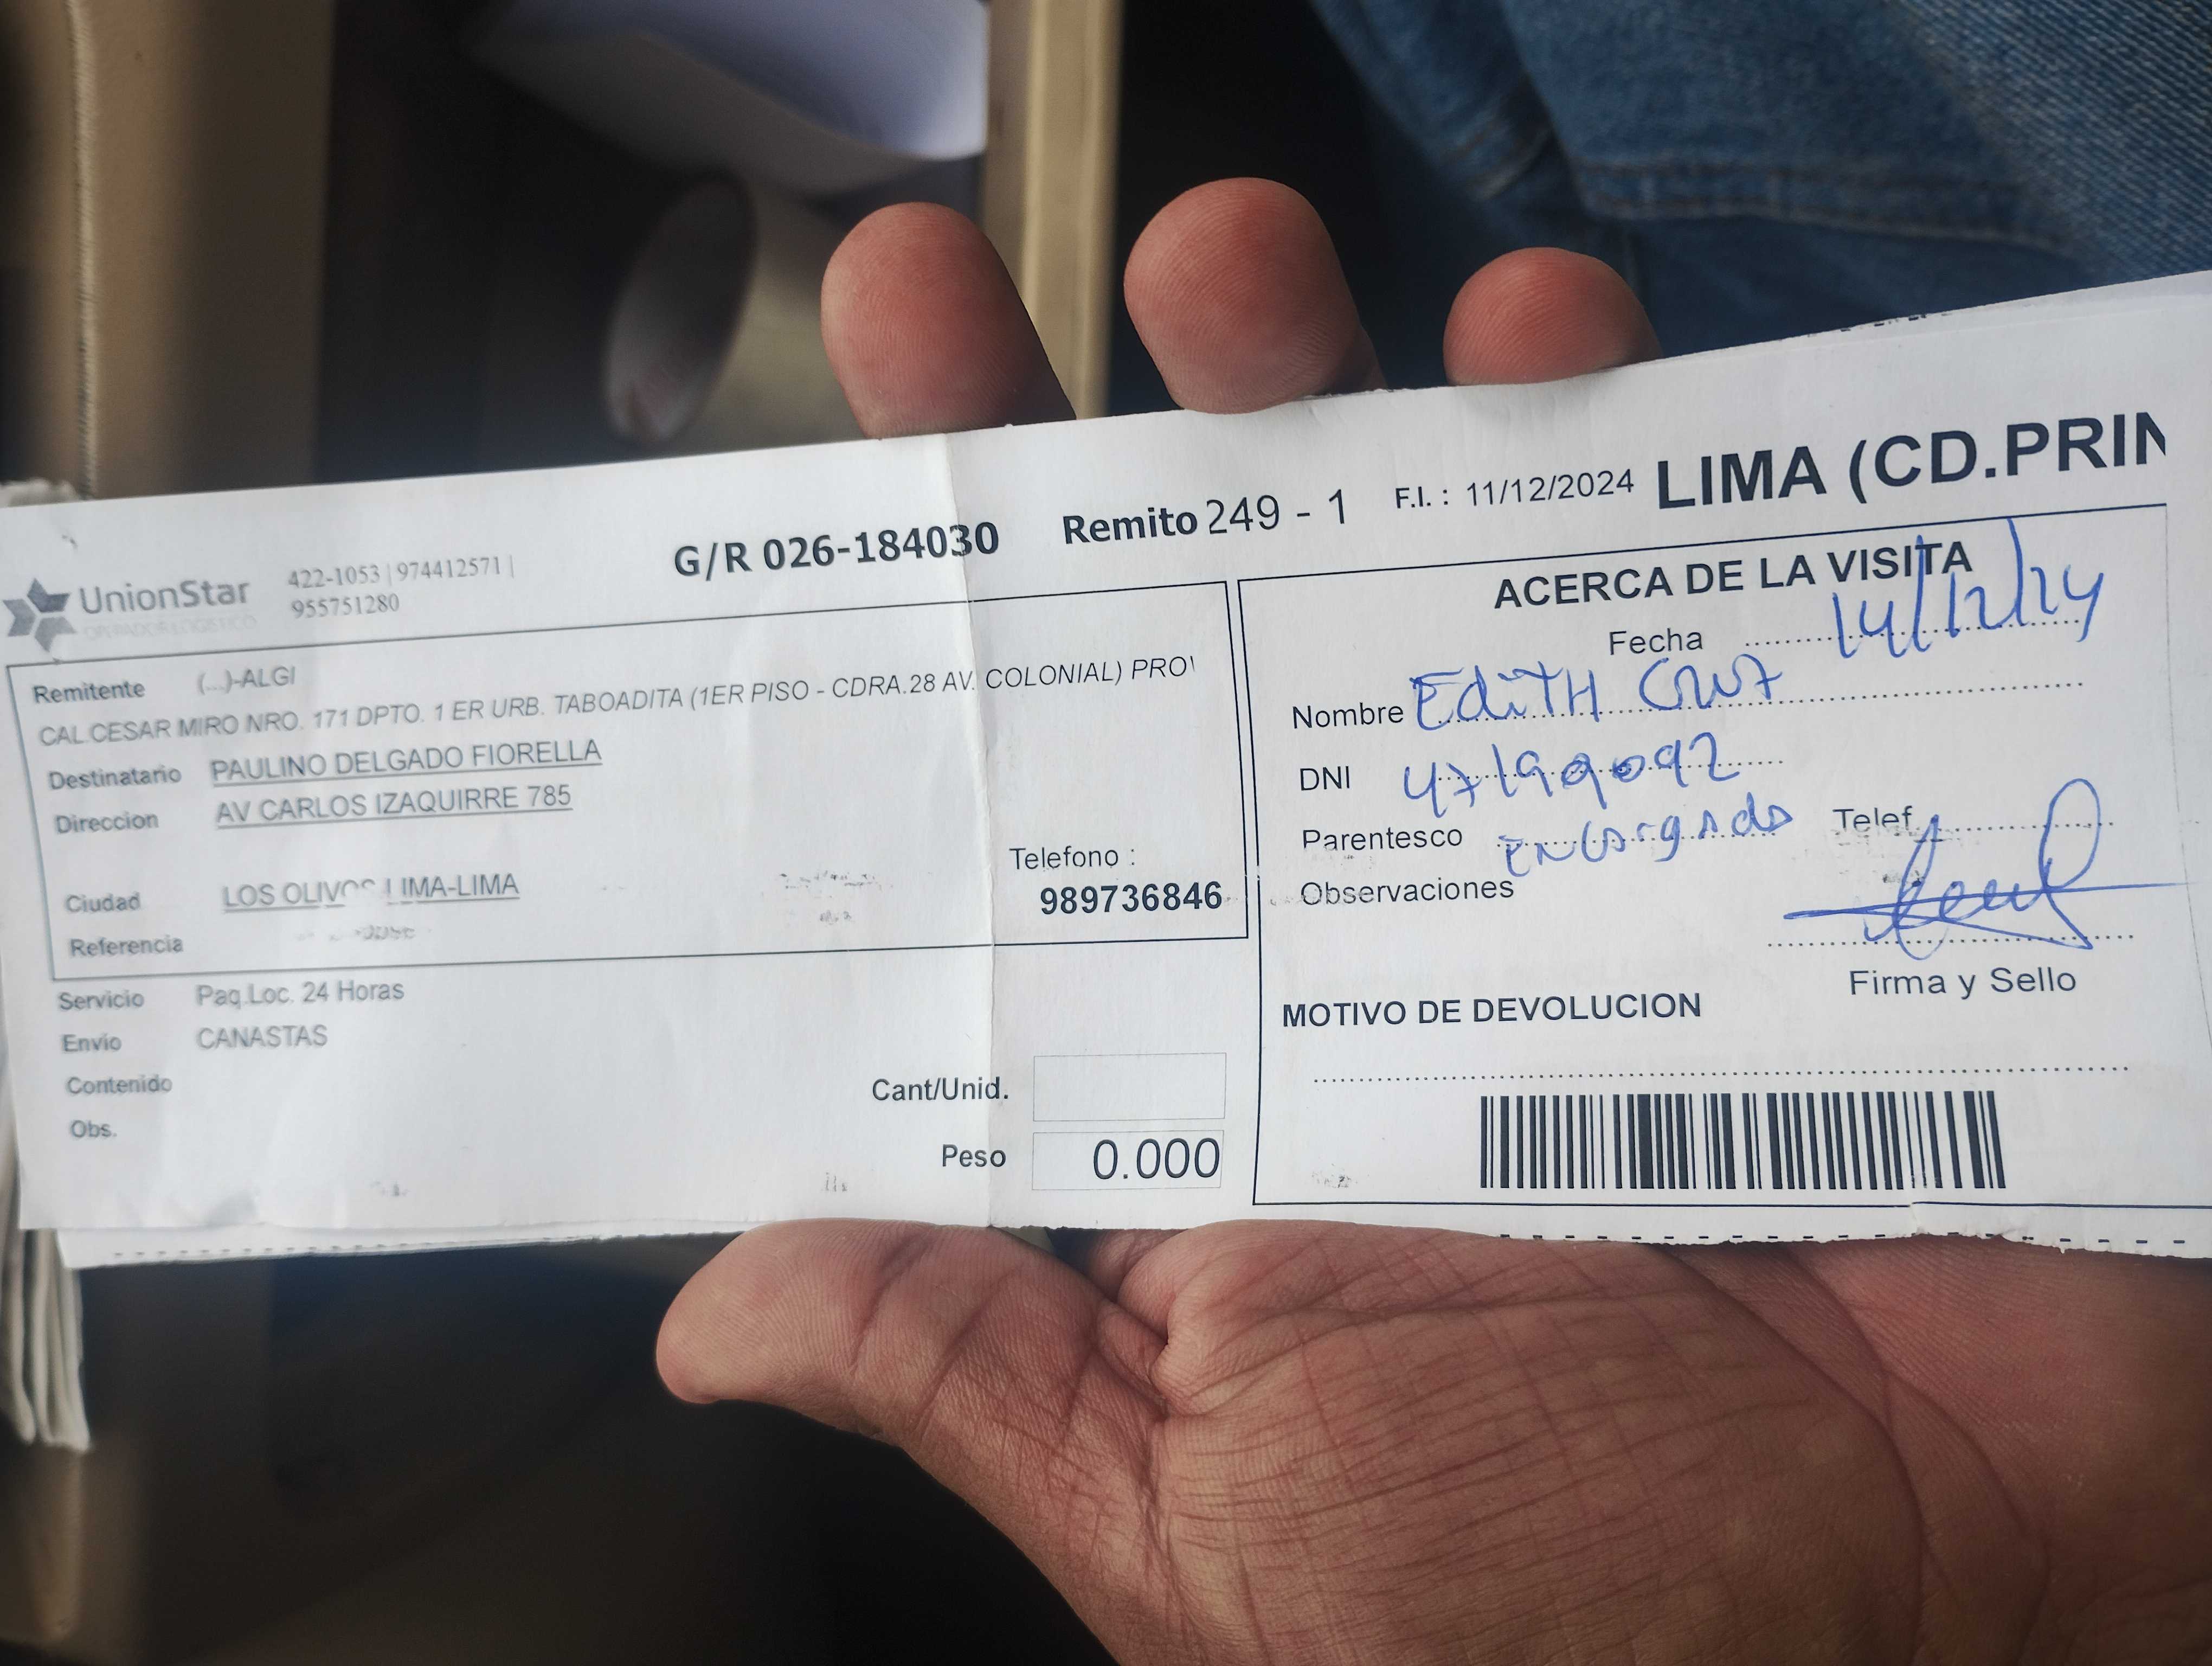 UnionStar
OPERADOR LOGISTICO
422-1053 | 974412571 |
955751280
G/R 026-184030
Remito 249 - 1
F.I. : 11/12/2024
LIMA (CD.PRIN
Remitente (...)-ALGI
CAL.CESAR MIRO NRO. 171 DPTO. 1 ER URB. TABOADITA (1ER PISO - CDRA.28 AV. COLONIAL) PRO
Destinatario PAULINO DELGADO FIORELLA
Direccion AV CARLOS IZAQUIRRE 785
Telefono :
989736846
Ciudad LOS OLIVOS LIMA-LIMA
Referencia
Servicio Paq.Loc. 24 Horas
Envio CANASTAS
Contenido
Obs.
Cant/Unid.
Peso 0.000
ACERCA DE LA VISITA
Fecha 14/12/24
Nombre EdiTH CRUZ
DNI 47199092
Parentesco encargado Telef.
Observaciones
Firma y Sello
MOTIVO DE DEVOLUCION